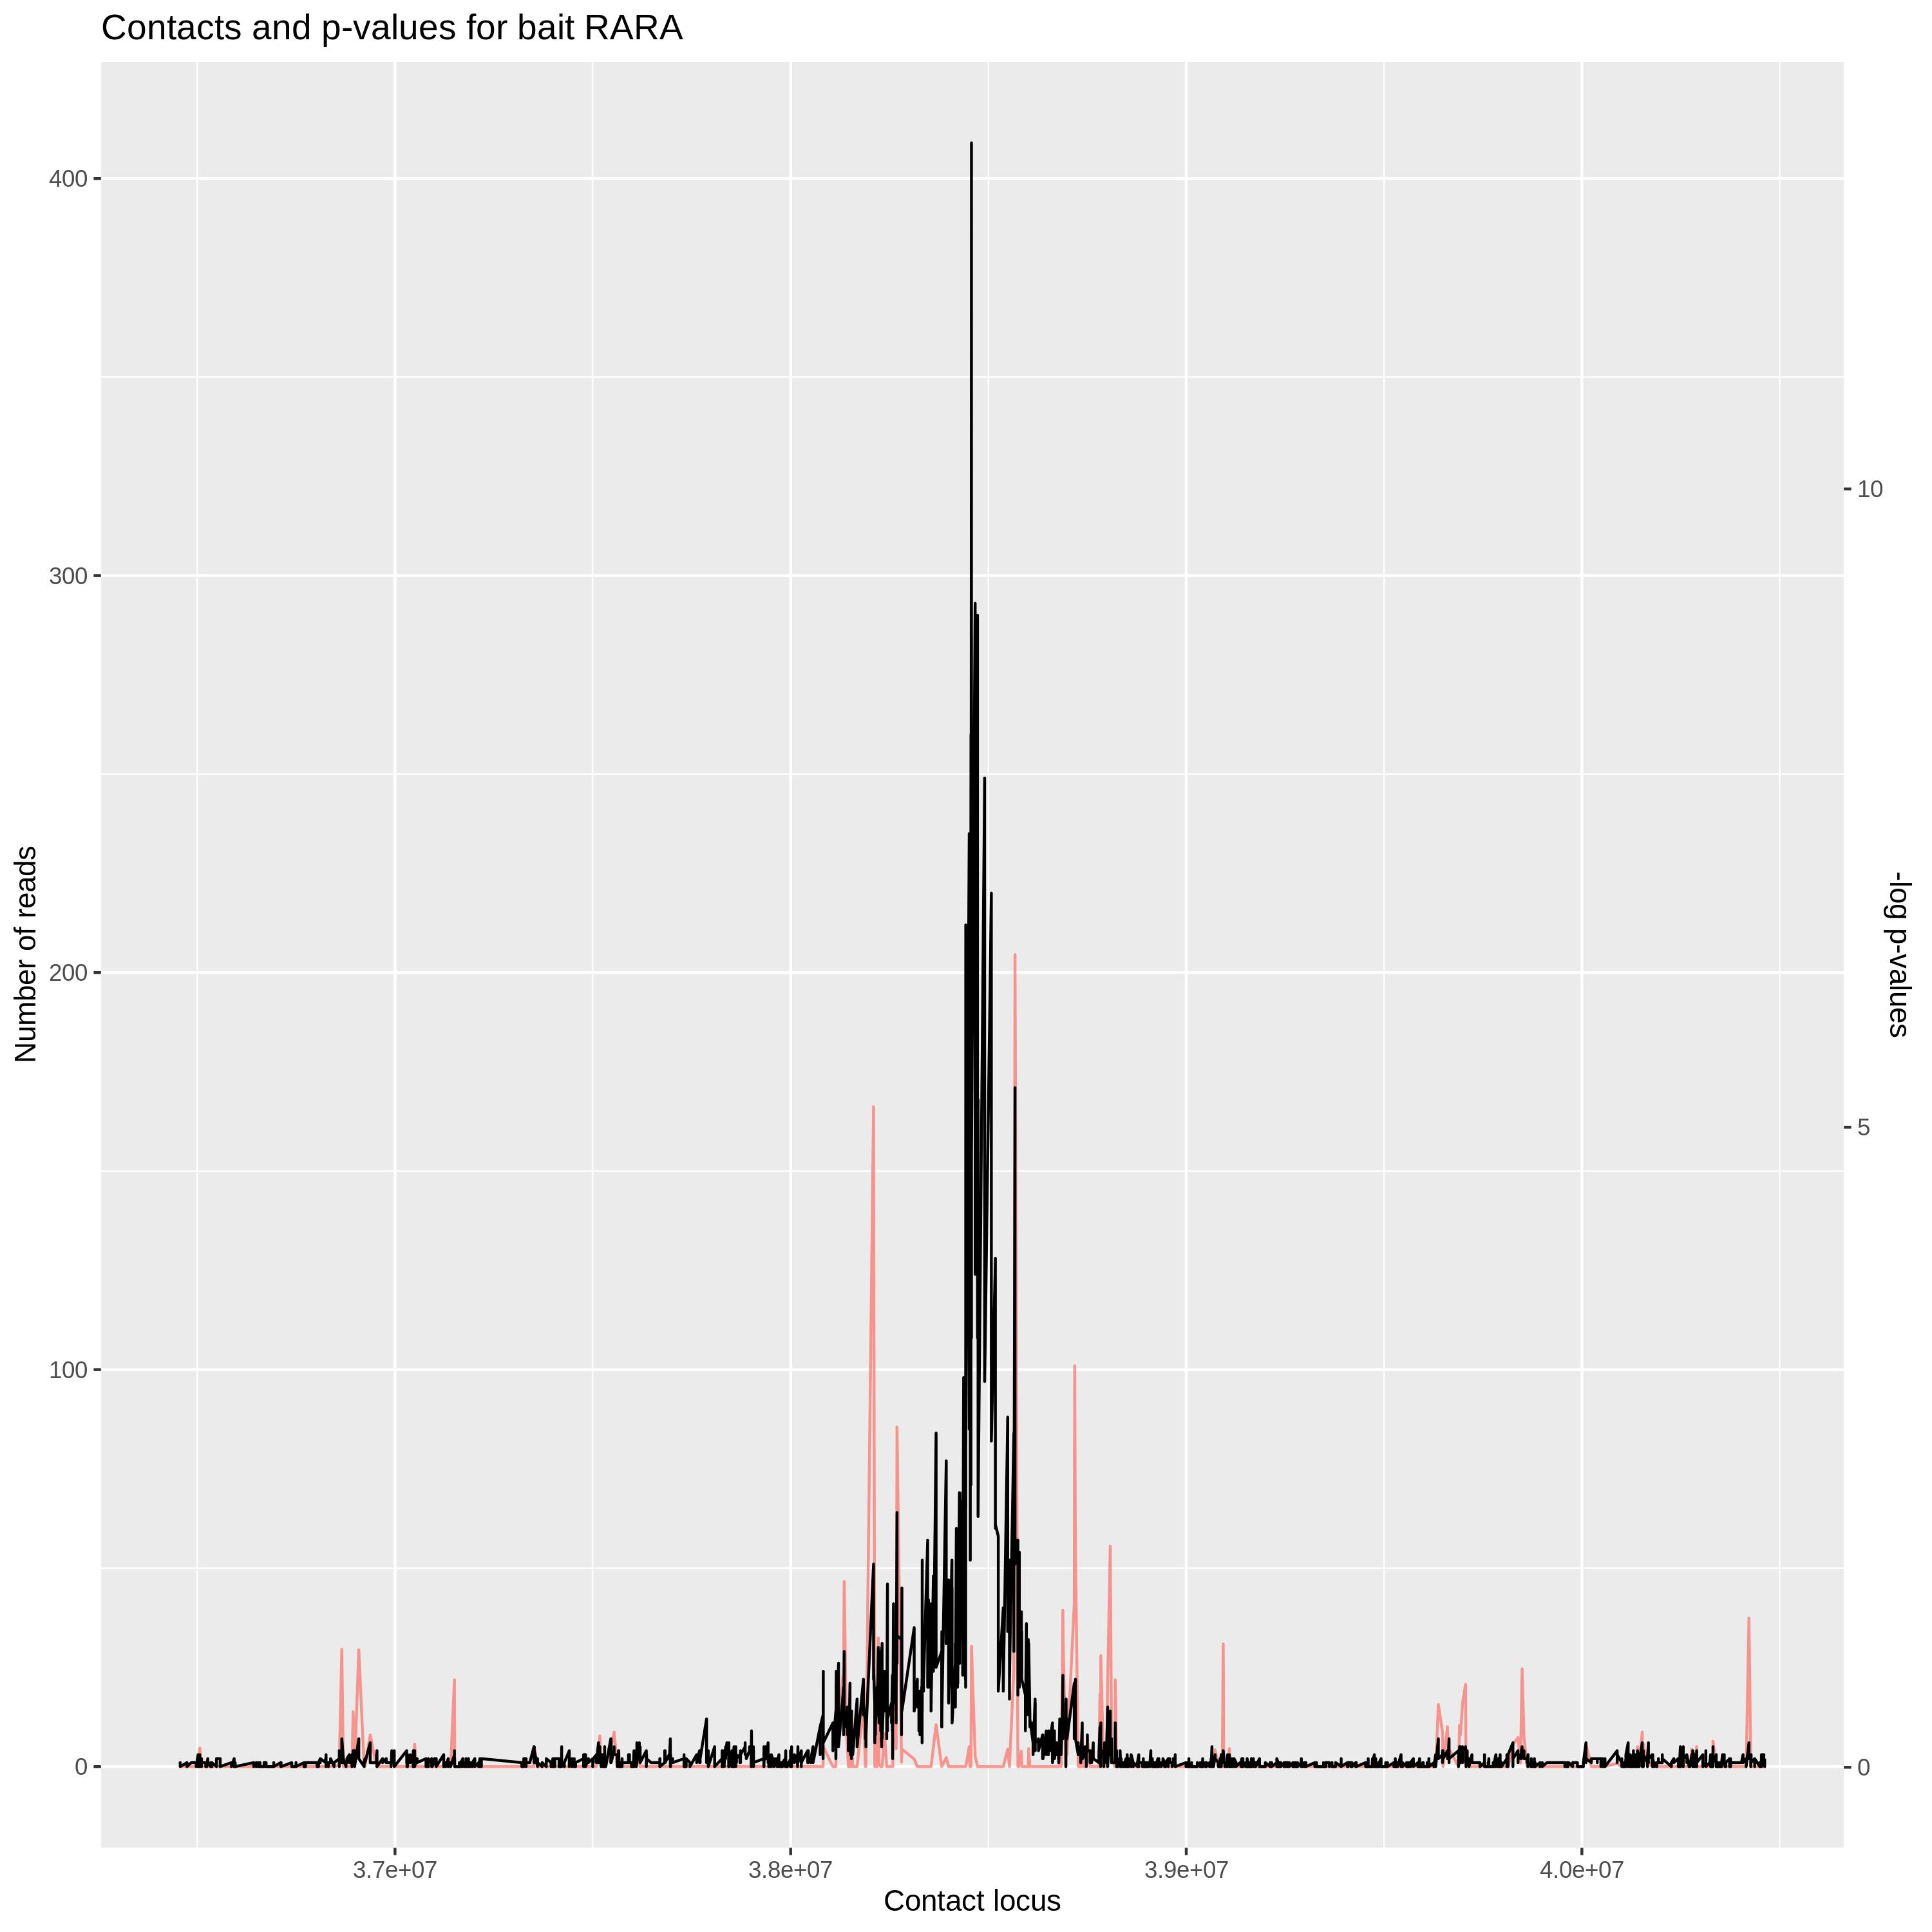 Contacts and p-values for bait RARA
Number of reads
400
300
200
100
0
10
5
0
-log p-values
3.7e+07
3.8e+07
3.9e+07
4.0e+07
Contact locus